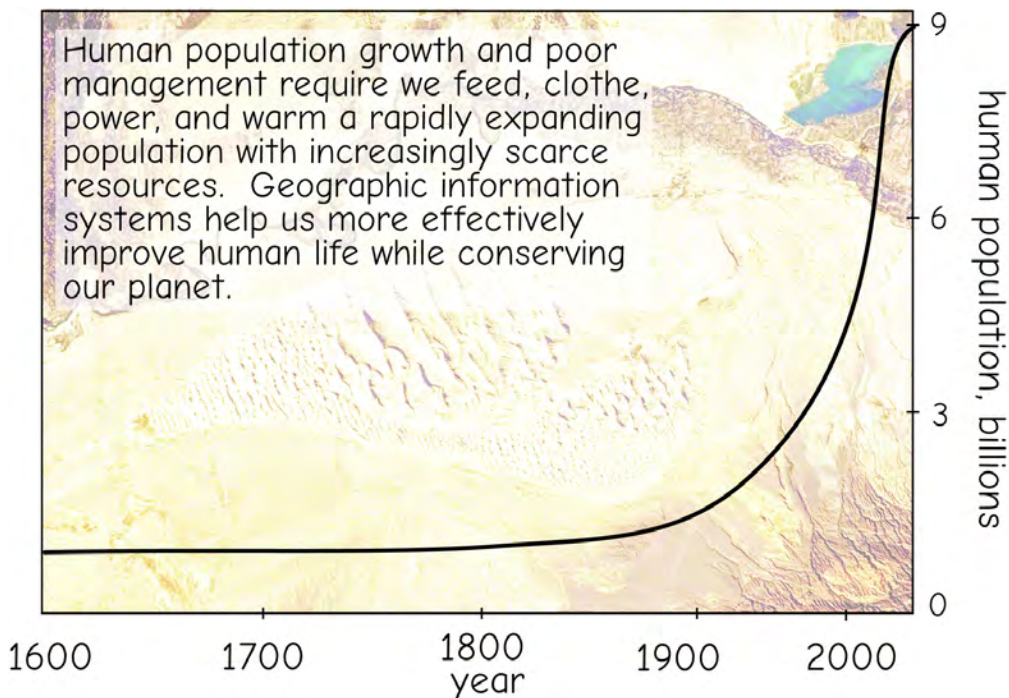 Human population growth and poor
management require we feed, clothe,
power, and warm a rapidly expanding
population with increasingly scarce
resources. Geographic information
systems help us more effectively
improve human life while conserving
our planet.
9
6
3
0
human population, billions
1600 1700 1800 1900 2000
year